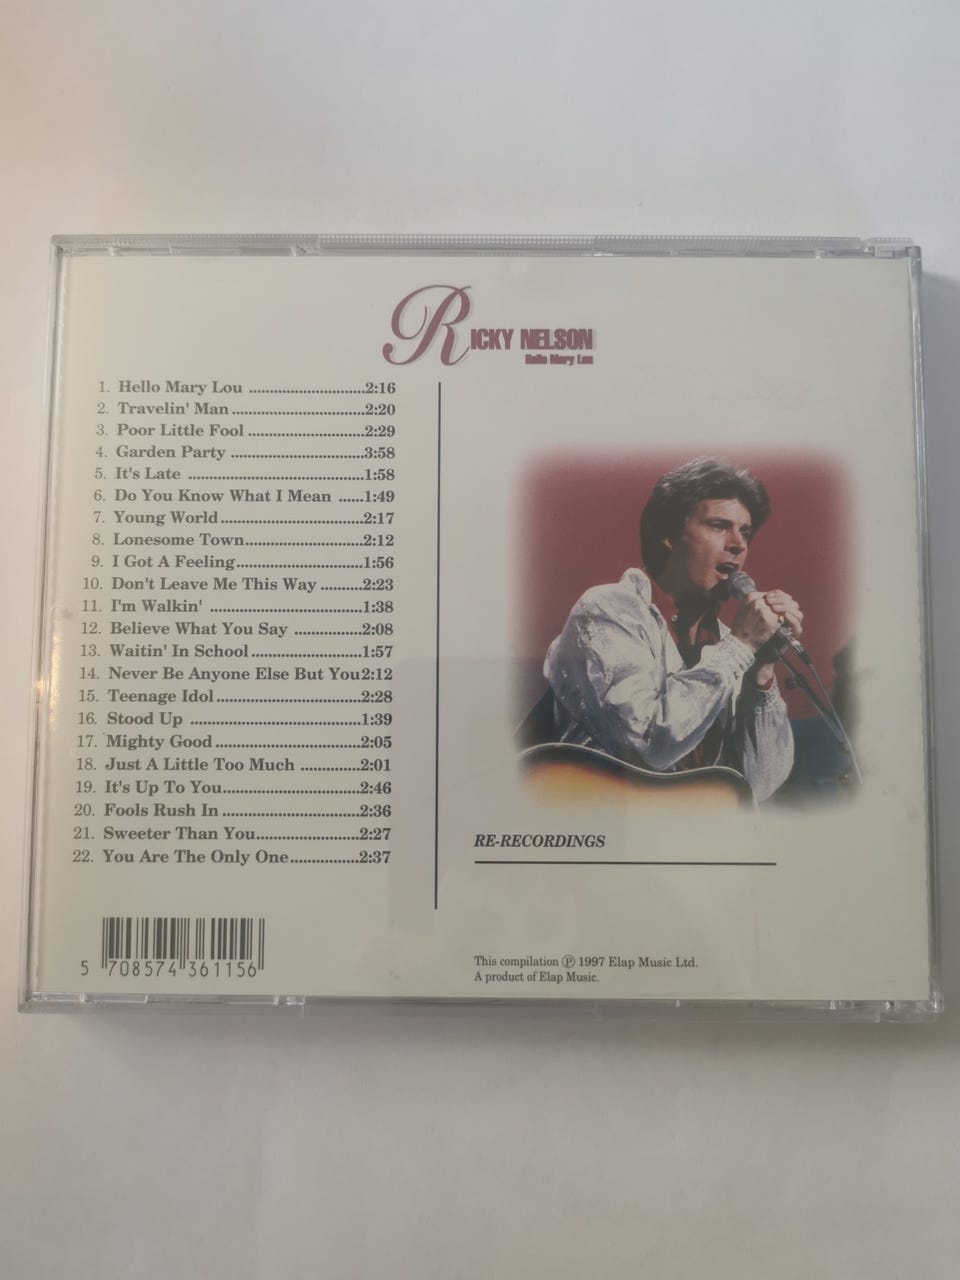 RICKY NELSON
Hello Mary Lou
1. Hello Mary Lou ............................2:16
2. Travelin' Man ................................2:20
3. Poor Little Fool ............................2:29
4. Garden Party ................................3:58
5. It's Late ..........................................1:58
6. Do You Know What I Mean ......1:49
7. Young World ..................................2:17
8. Lonesome Town............................2:12
9. I Got A Feeling..............................1:56
10. Don't Leave Me This Way ..........2:23
11. I'm Walkin' ....................................1:38
12. Believe What You Say ................2:08
13. Waitin' In School ..........................1:57
14. Never Be Anyone Else But You2:12
15. Teenage Idol ..................................2:28
16. Stood Up ........................................1:39
17. Mighty Good ..................................2:05
18. Just A Little Too Much ..............2:01
19. It's Up To You................................2:46
20. Fools Rush In ................................2:36
21. Sweeter Than You........................2:27
22. You Are The Only One................2:37
RE-RECORDINGS
5 708574 361156
This compilation ℗ 1997 Elap Music Ltd.
A product of Elap Music.